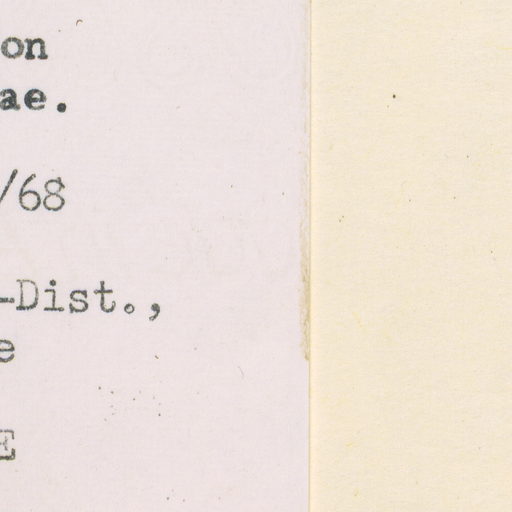 on
ae.
/68
-Dist.,
e
E